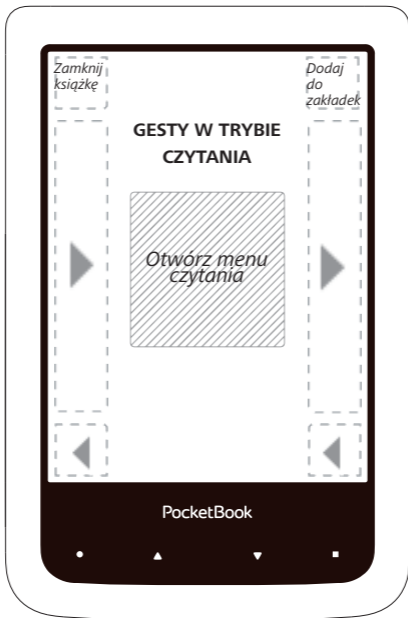 Zamknij
książkę
Dodaj
do
zakładek
GESTY W TRYBIE
CZYTANIA
Otwórz menu
czytania
PocketBook